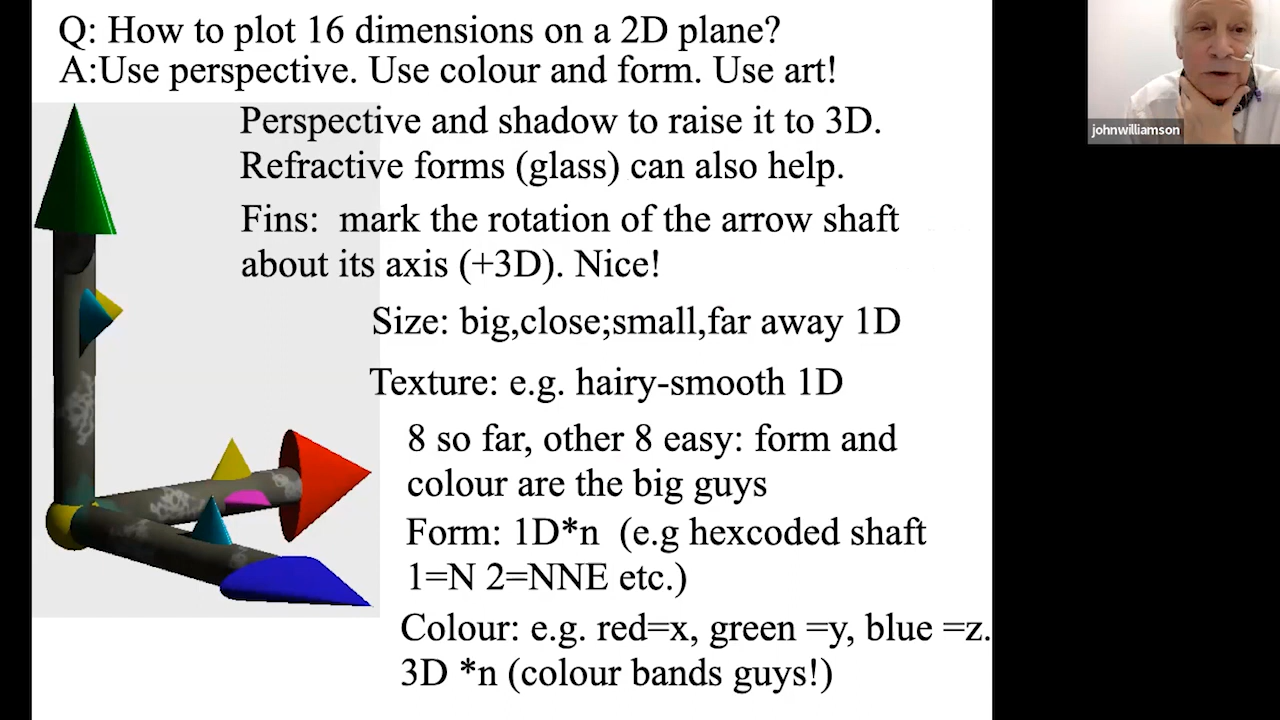 Q: How to plot 16 dimensions on a 2D plane?
A:Use perspective. Use colour and form. Use art!
Perspective and shadow to raise it to 3D.
Refractive forms (glass) can also help.
Fins:  mark the rotation of the arrow shaft
about its axis (+3D). Nice!
Size: big,close;small,far away 1D
Texture: e.g. hairy-smooth 1D
8 so far, other 8 easy: form and
colour are the big guys
Form: 1D*n  (e.g hexcoded shaft
1=N 2=NNE etc.)
Colour: e.g. red=x, green =y, blue =z.
3D *n (colour bands guys!)
johnwilliamson